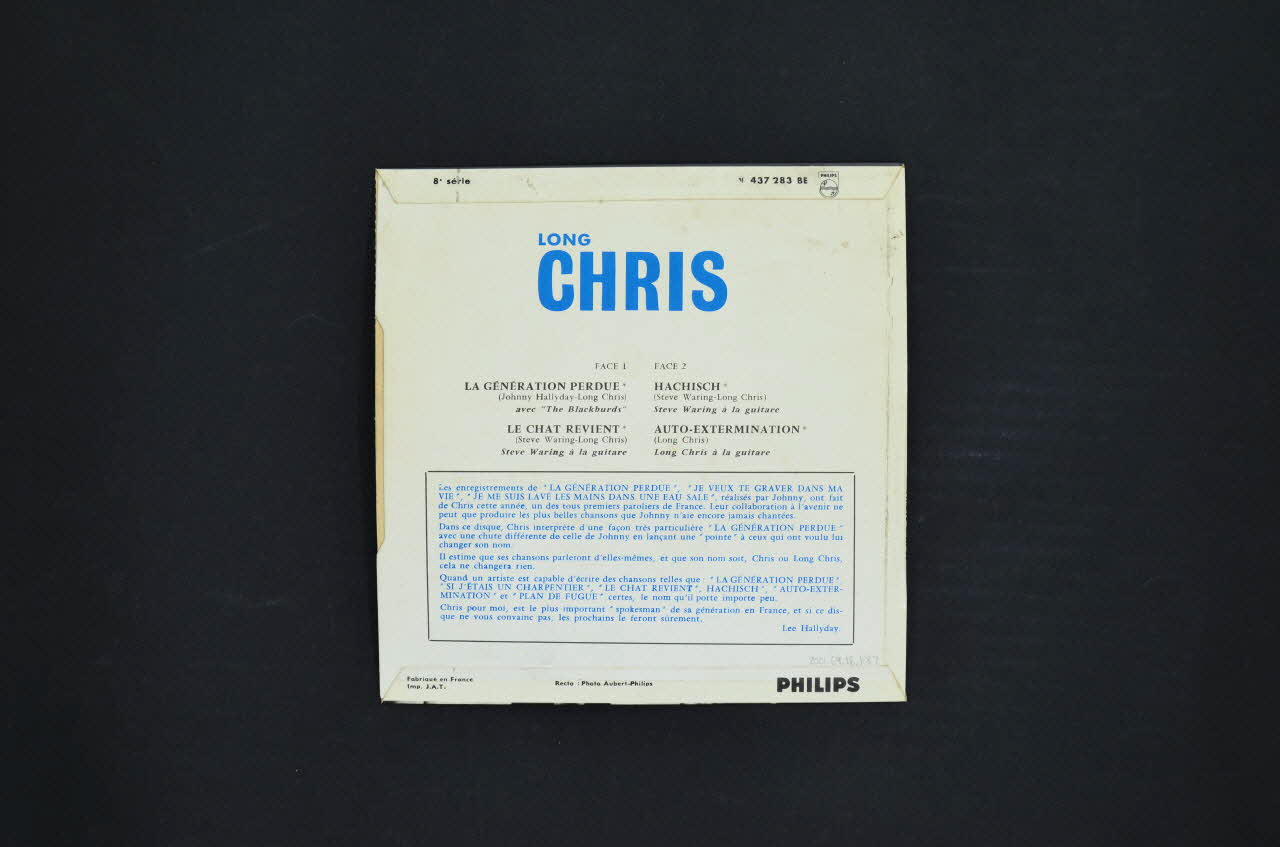 8ᵉ série
437 283 BE
PHILIPS
LONG
CHRIS
FACE 1
LA GÉNÉRATION PERDUE *
(Johnny Hallyday-Long Chris)
avec "The Blackburds"
LE CHAT REVIENT *
(Steve Waring-Long Chris)
Steve Waring à la guitare
FACE 2
HACHISCH *
(Steve Waring-Long Chris)
Steve Waring à la guitare
AUTO-EXTERMINATION *
(Long Chris)
Long Chris à la guitare
Les enregistrements de "LA GÉNÉRATION PERDUE", "JE VEUX TE GRAVER DANS MA
VIE", "JE ME SUIS LAVÉ LES MAINS DANS UNE EAU SALE", réalisés par Johnny, ont fait
de Chris cette année, un des tous premiers paroliers de France. Leur collaboration à l'avenir ne
peut que produire les plus belles chansons que Johnny n'aie encore jamais chantées.
Dans ce disque, Chris interprète d'une façon très particulière "LA GÉNÉRATION PERDUE"
avec une chute différente de celle de Johnny en lançant une "pointe" à ceux qui ont voulu lui
changer son nom.
Il estime que ses chansons parleront d'elles-mêmes, et que son nom soit, Chris ou Long Chris,
cela ne changera rien.
Quand un artiste est capable d'écrire des chansons telles que : "LA GÉNÉRATION PERDUE",
"SI J'ÉTAIS UN CHARPENTIER", "LE CHAT REVIENT", HACHISCH", "AUTO-EXTER-
MINATION" et "PLAN DE FUGUE" certes, le nom qu'il porte importe peu.
Chris pour moi, est le plus important "spokesman" de sa génération en France, et si ce dis-
que ne vous convainc pas, les prochains le feront sûrement.
Lee Hallyday.
Fabriqué en France
Imp. J.A.T.
Recto : Photo Aubert-Philips
PHILIPS